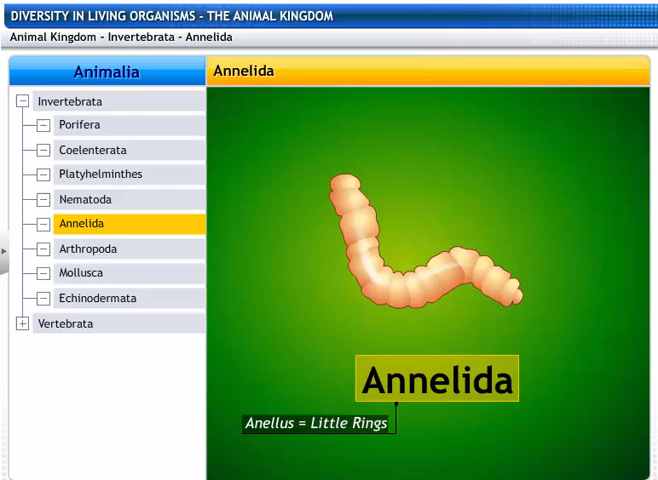 DIVERSITY IN LIVING ORGANISMS - THE ANIMAL KINGDOM
Animal Kingdom - Invertebrata - Annelida
Animalia
Annelida
Invertebrata
Porifera
Coelenterata
Platyhelminthes
Nematoda
Annelida
Arthropoda
Mollusca
Echinodermata
Vertebrata
Annelida
Anellus = Little Rings